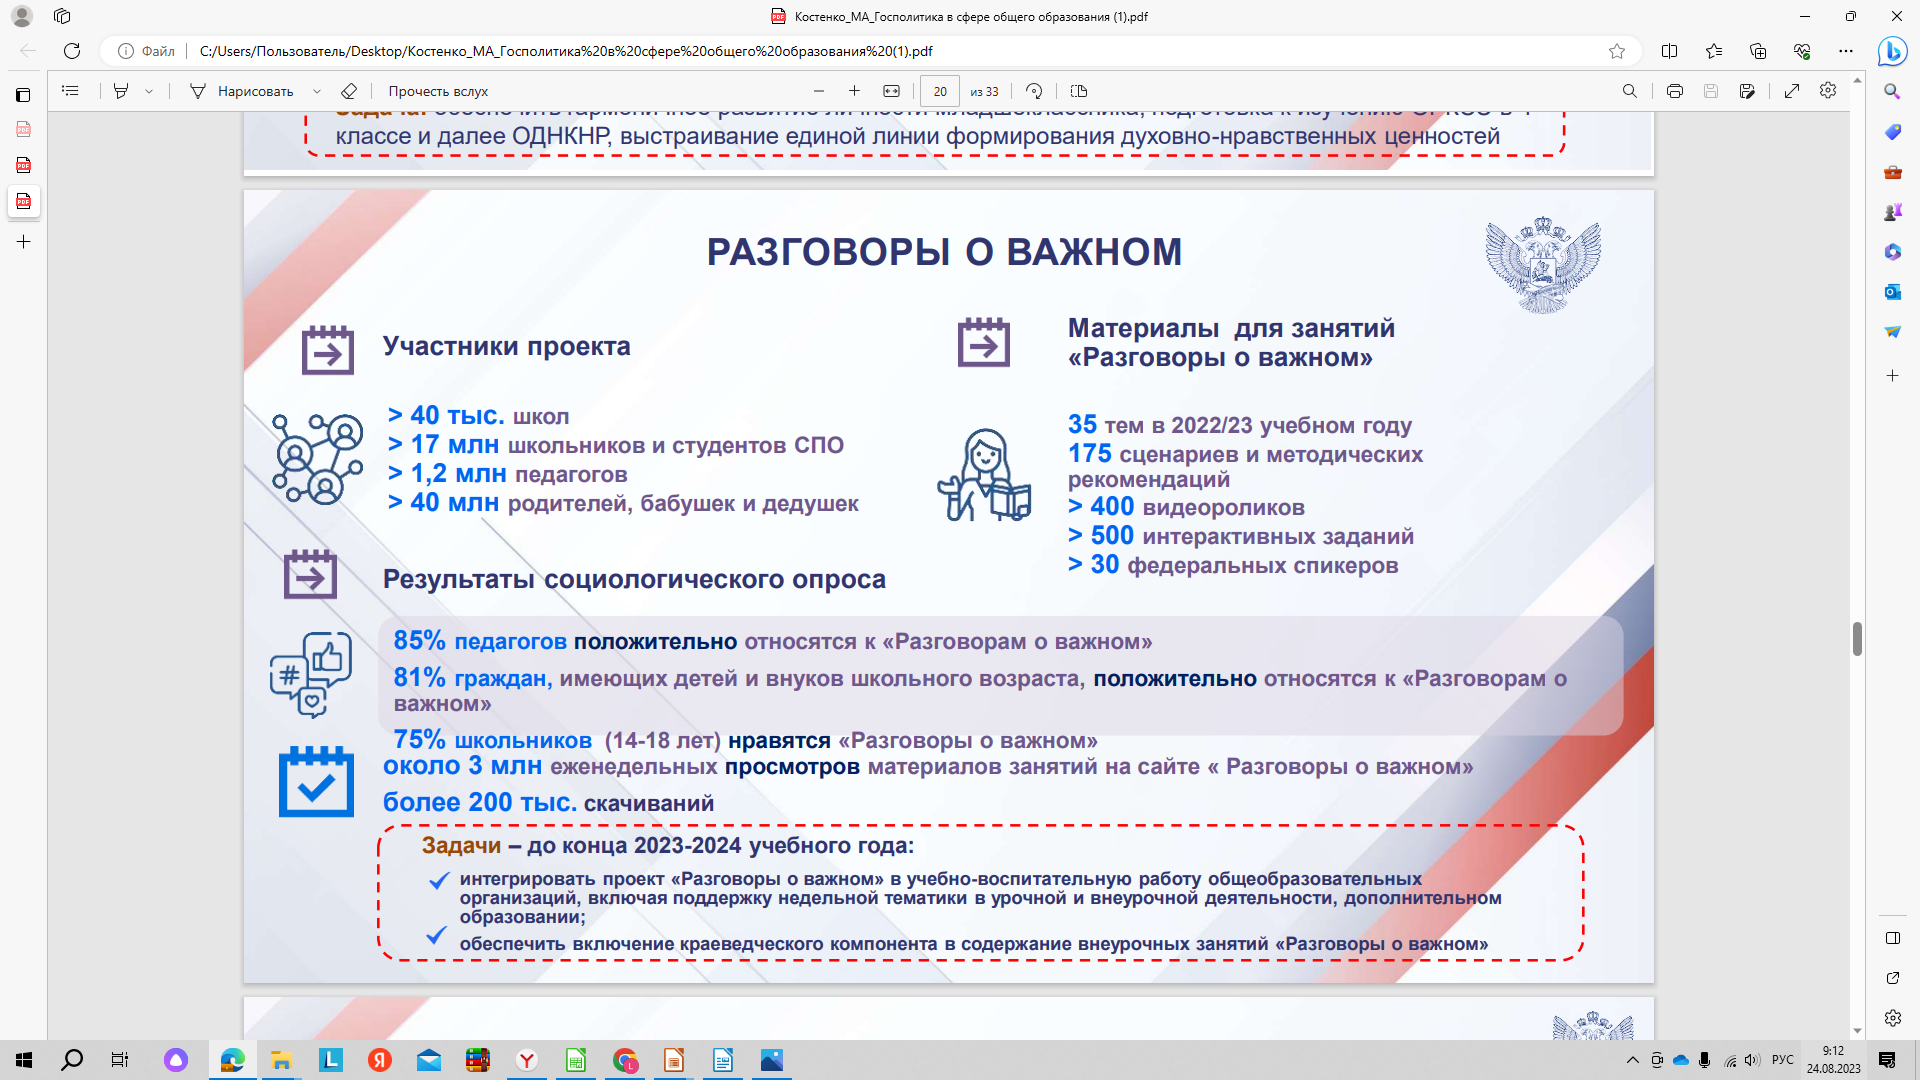 Костенко_МА_Госполитика в сфере общего образования (1).pdf
Файл
C:/Users/Пользователь/Desktop/Костенко_МА_Госполитика%20в%20сфере%20общего%20образования%20(1).pdf
Нарисовать
Прочесть вслух
20 из 33
классе и далее ОДНКНР, выстраивание единой линии формирования духовно-нравственных ценностей
РАЗГОВОРЫ О ВАЖНОМ
Участники проекта
> 40 тыс. школ
> 17 млн школьников и студентов СПО
> 1,2 млн педагогов
> 40 млн родителей, бабушек и дедушек
Материалы для занятий
«Разговоры о важном»
35 тем в 2022/23 учебном году
175 сценариев и методических
рекомендаций
> 400 видеороликов
> 500 интерактивных заданий
> 30 федеральных спикеров
Результаты социологического опроса
85% педагогов положительно относятся к «Разговорам о важном»
81% граждан, имеющих детей и внуков школьного возраста, положительно относятся к «Разговорам о
важном»
75% школьников (14-18 лет) нравятся «Разговоры о важном»
около 3 млн еженедельных просмотров материалов занятий на сайте « Разговоры о важном»
более 200 тыс. скачиваний
Задачи – до конца 2023-2024 учебного года:
интегрировать проект «Разговоры о важном» в учебно-воспитательную работу общеобразовательных
организаций, включая поддержку недельной тематики в урочной и внеурочной деятельности, дополнительном
образовании;
обеспечить включение краеведческого компонента в содержание внеурочных занятий «Разговоры о важном»
РУС
9:12
24.08.2023